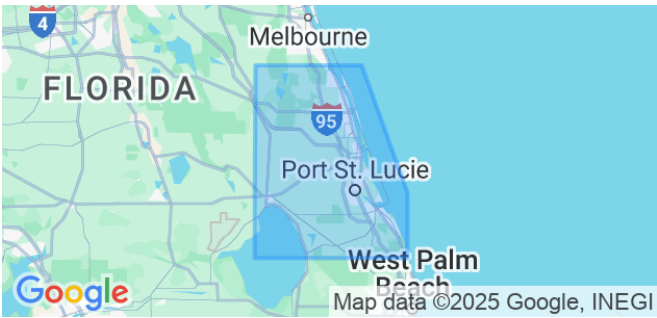 4
Melbourne
FLORIDA
95
Port St. Lucie
West Palm
Beach
Google
Map data ©2025 Google, INEGI